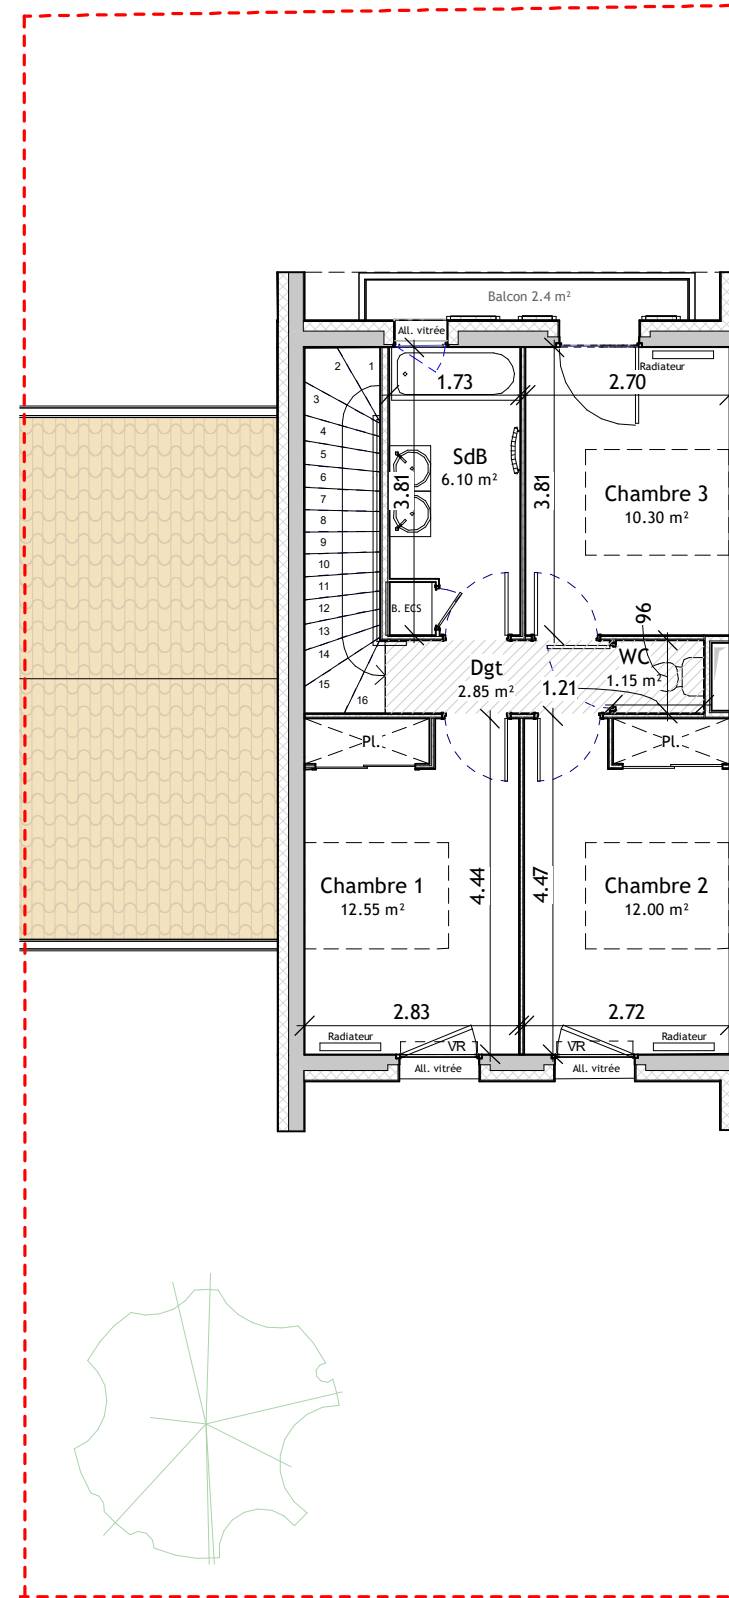 Balcon 2.4 m²
All. vitrée
2
1
Radiateur
1.73
2.70
3
4
5
6
7
8
9
10
11
12
13
14
15
16
SdB
6.10 m²
3.81
3.81
Chambre 3
10.30 m²
B. ECS
96
WC
1.15 m²
Dgt
2.85 m²
1.21
Pl.
Pl.
Chambre 1
12.55 m²
4.44
4.47
Chambre 2
12.00 m²
2.83
2.72
Radiateur
VR
VR
Radiateur
All. vitrée
All. vitrée